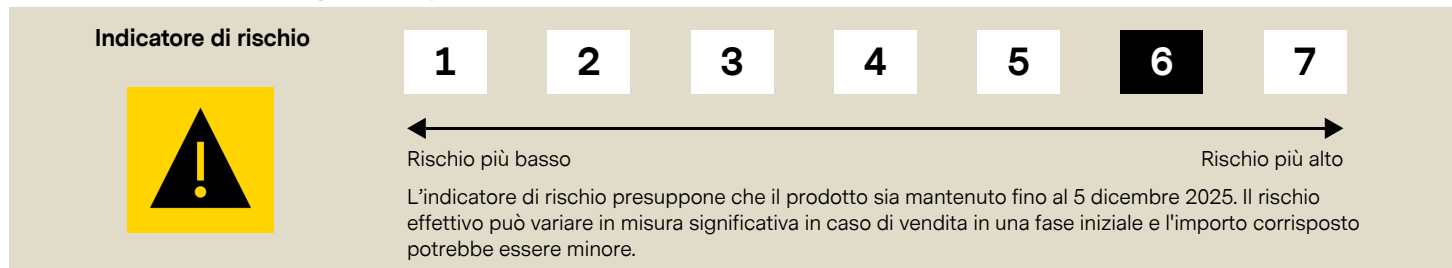 Indicatore di rischio
1 2 3 4 5 6 7
!
Rischio più basso Rischio più alto
L'indicatore di rischio presuppone che il prodotto sia mantenuto fino al 5 dicembre 2025. Il rischio
effettivo può variare in misura significativa in caso di vendita in una fase iniziale e l'importo corrisposto
potrebbe essere minore.